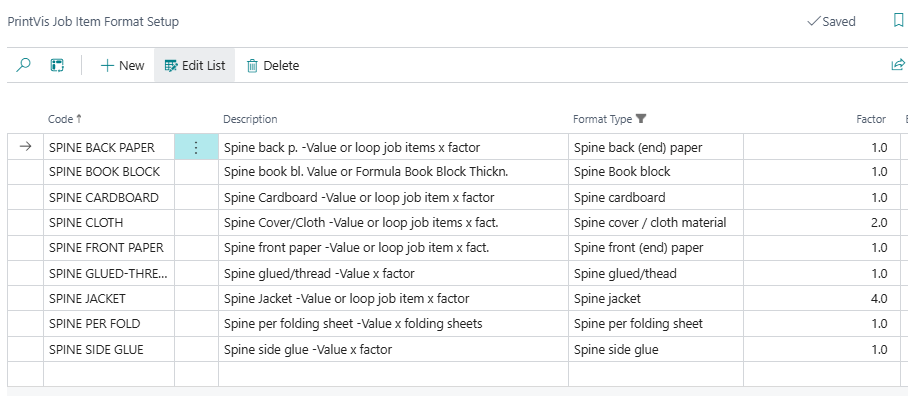 PrintVis Job Item Format Setup
Saved
New Edit List Delete
Code ↑ Description Format Type Factor
SPINE BACK PAPER Spine back p. -Value or loop job items x factor Spine back (end) paper 1.0
SPINE BOOK BLOCK Spine book bl. Value or Formula Book Block Thickn. Spine Book block 1.0
SPINE CARDBOARD Spine Cardboard -Value or loop job item x factor Spine cardboard 1.0
SPINE CLOTH Spine Cover/Cloth -Value or loop job items x fact. Spine cover / cloth material 2.0
SPINE FRONT PAPER Spine front paper -Value or loop job item x fact. Spine front (end) paper 1.0
SPINE GLUED-THRE... Spine glued/thread -Value x factor Spine glued/thead 1.0
SPINE JACKET Spine Jacket -Value or loop job item x factor Spine jacket 4.0
SPINE PER FOLD Spine per folding sheet -Value x folding sheets Spine per folding sheet 1.0
SPINE SIDE GLUE Spine side glue -Value x factor Spine side glue 1.0